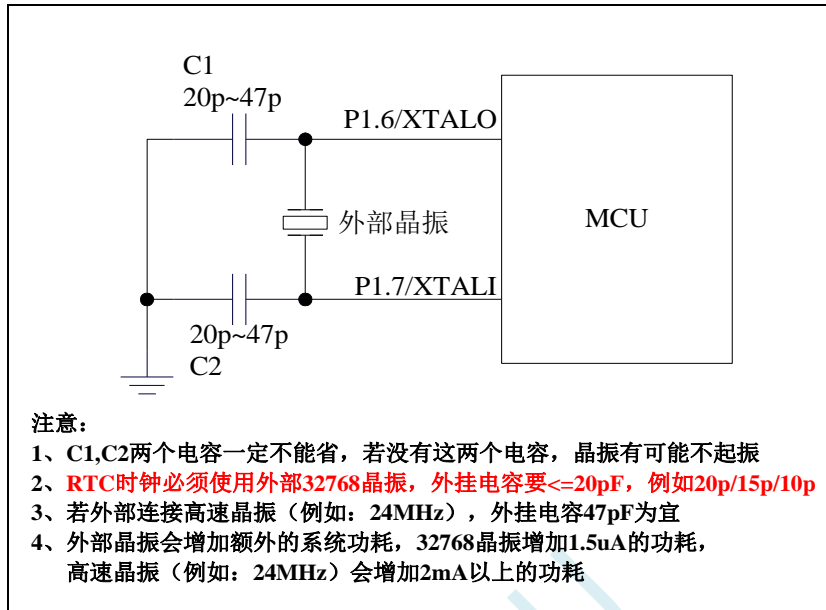 C1
20p~47p
P1.6/XTALO
外部晶振
MCU
P1.7/XTALI
20p~47p
C2
注意：
1、C1,C2两个电容一定不能省，若没有这两个电容，晶振有可能不起振
2、RTC时钟必须使用外部32768晶振，外挂电容要<=20pF，例如20p/15p/10p
3、若外部连接高速晶振（例如：24MHz），外挂电容47pF为宜
4、外部晶振会增加额外的系统功耗，32768晶振增加1.5uA的功耗，
高速晶振（例如：24MHz）会增加2mA以上的功耗